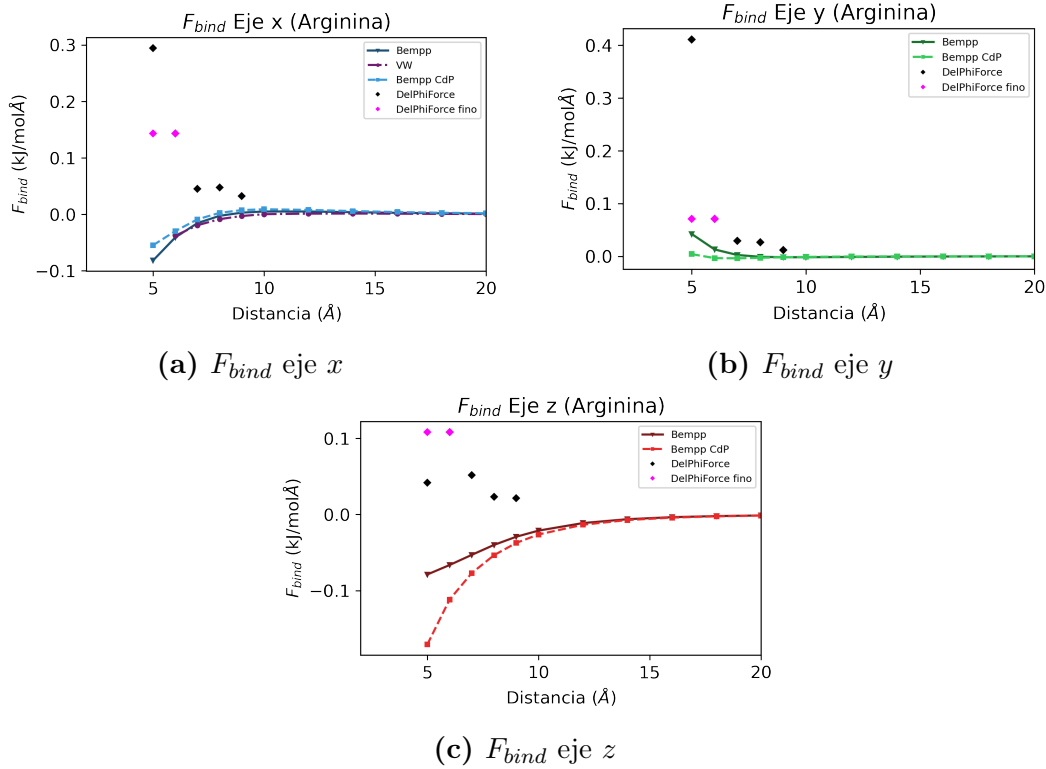 F_bind Eje x (Arginina)
F_bind (kJ/molÅ)
0.3
0.2
0.1
0.0
−0.1
Bempp
VW
Bempp CdP
DelPhiForce
DelPhiForce fino
5
10
15
20
Distancia (Å)
(a) F_bind eje x
F_bind Eje y (Arginina)
F_bind (kJ/molÅ)
0.4
0.3
0.2
0.1
0.0
Bempp
Bempp CdP
DelPhiForce
DelPhiForce fino
5
10
15
20
Distancia (Å)
(b) F_bind eje y
F_bind Eje z (Arginina)
F_bind (kJ/molÅ)
0.1
0.0
−0.1
Bempp
Bempp CdP
DelPhiForce
DelPhiForce fino
5
10
15
20
Distancia (Å)
(c) F_bind eje z